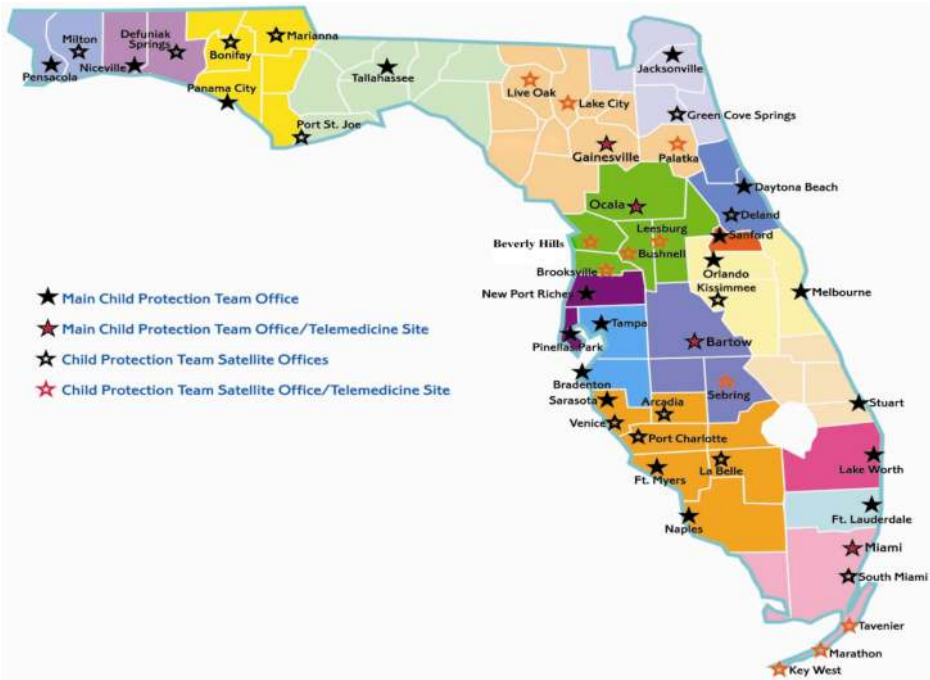 Milton
Defuniak
Springs
Marianna
Bonifay
Pensacola
Niceville
Panama City
Tallahassee
Port St. Joe
Jacksonville
Live Oak
Lake City
Green Cove Springs
Gainesville
Palatka
Daytona Beach
Ocala
Deland
Leesburg
Sanford
Beverly Hills
Bushnell
Orlando
Brooksville
Kissimmee
New Port Richey
Melbourne
Tampa
Pinellas Park
Bartow
Bradenton
Sebring
Sarasota
Arcadia
Stuart
Venice
Port Charlotte
La Belle
Lake Worth
Ft. Myers
Naples
Ft. Lauderdale
Miami
South Miami
Tavenier
Marathon
Key West
Main Child Protection Team Office
Main Child Protection Team Office/Telemedicine Site
Child Protection Team Satellite Offices
Child Protection Team Satellite Office/Telemedicine Site